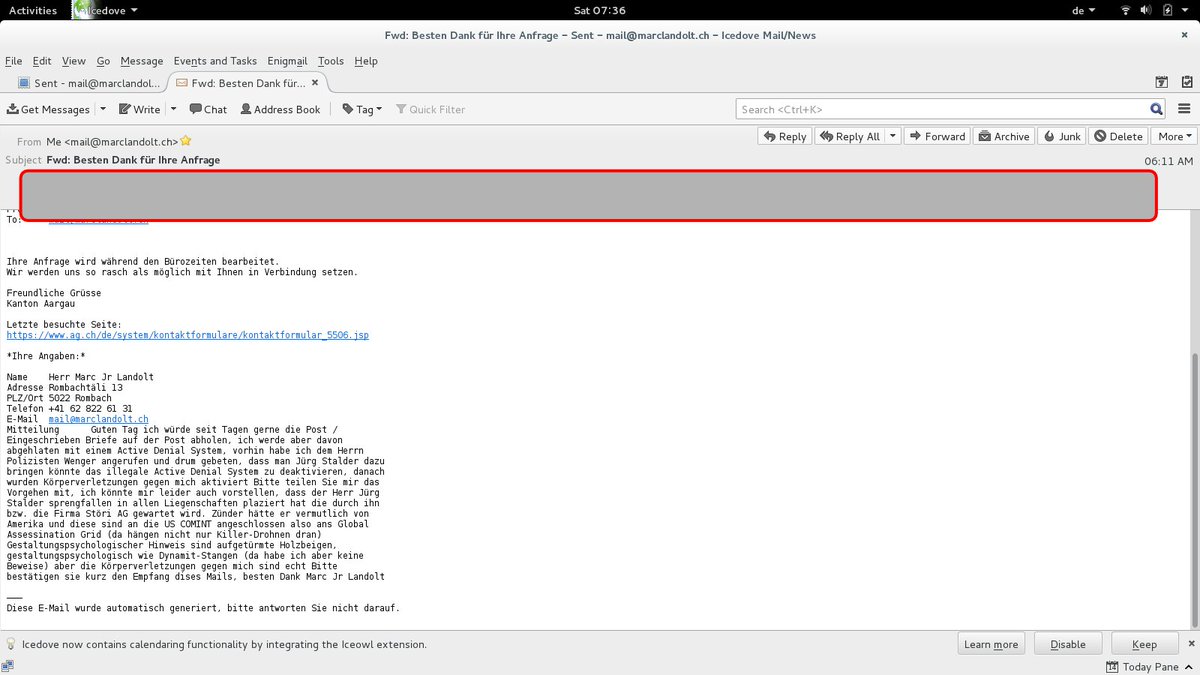 Activities
Icedove
Sat 07:36
de
Fwd: Besten Dank für Ihre Anfrage – Sent – mail@marclandolt.ch – Icedove Mail/News
File Edit View Go Message Events and Tasks Enigmail Tools Help
Sent - mail@marclandol...
Fwd: Besten Dank für...
Get Messages Write Chat Address Book Tag Quick Filter
Search <Ctrl+K>
From Me <mail@marclandolt.ch>
Reply Reply All Forward Archive Junk Delete More
Subject Fwd: Besten Dank für Ihre Anfrage
06:11 AM
To:
Ihre Anfrage wird während den Bürozeiten bearbeitet.
Wir werden uns so rasch als möglich mit Ihnen in Verbindung setzen.
Freundliche Grüsse
Kanton Aargau
Letzte besuchte Seite:
https://www.ag.ch/de/system/kontaktformulare/kontaktformular_5506.jsp
*Ihre Angaben:*
Name Herr Marc Jr Landolt
Adresse Rombachtäli 13
PLZ/Ort 5022 Rombach
Telefon +41 62 822 61 31
E-Mail mail@marclandolt.ch
Mitteilung Guten Tag ich würde seit Tagen gerne die Post /
Eingeschrieben Briefe auf der Post abholen, ich werde aber davon
abgehlaten mit einem Active Denial System, vorhin habe ich dem Herrn
Polizisten Wenger angerufen und drum gebeten, dass man Jürg Stalder dazu
bringen könnte das illegale Active Denial System zu deaktivieren, danach
wurden Körperverletzungen gegen mich aktiviert Bitte teilen Sie mir das
Vorgehen mit, ich könnte mir leider auch vorstellen, dass der Herr Jürg
Stalder sprengfallen in allen Liegenschaften plaziert hat die durch ihn
bzw. die Firma Störi AG gewartet wird. Zünder hätte er vermutlich von
Amerika und diese sind an die US COMINT angeschlossen also ans Global
Assessination Grid (da hängen nicht nur Killer-Drohnen dran)
Gestaltungspsychologischer Hinweis sind aufgetürmte Holzbeigen,
gestaltungspsychologisch wie Dynamit-Stangen (da habe ich aber keine
Beweise) aber die Körperverletzungen gegen mich sind echt Bitte
bestätigen sie kurz den Empfang dises Mails, besten Dank Marc Jr Landolt
___
Diese E-Mail wurde automatisch generiert, bitte antworten Sie nicht darauf.
Icedove now contains calendaring functionality by integrating the Iceowl extension.
Learn more Disable Keep
14 Today Pane